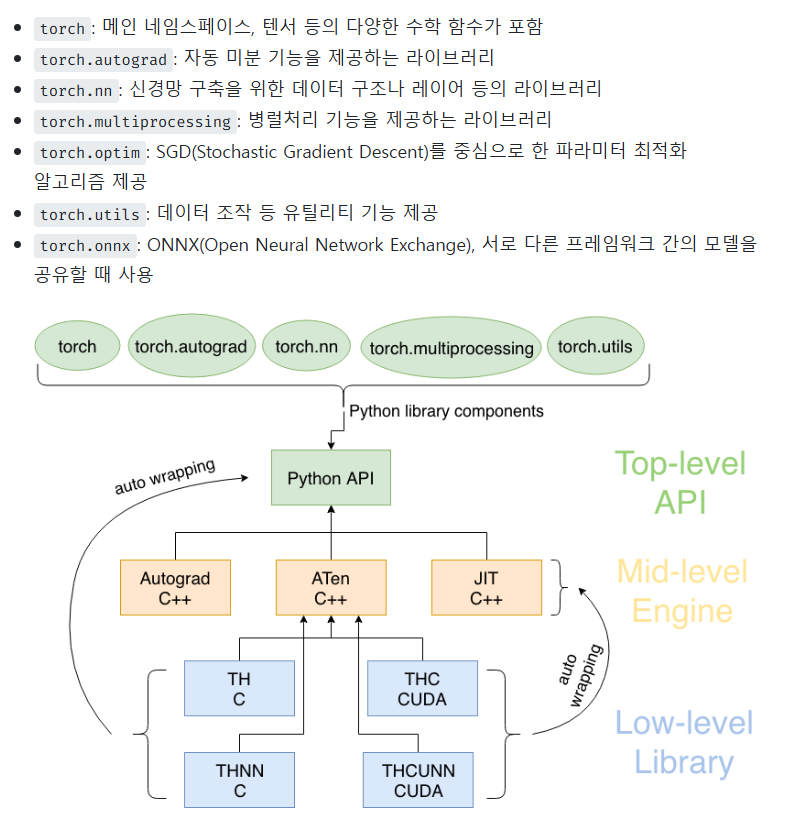 torch: 메인 네임스페이스, 텐서 등의 다양한 수학 함수가 포함
torch.autograd: 자동 미분 기능을 제공하는 라이브러리
torch.nn: 신경망 구축을 위한 데이터 구조나 레이어 등의 라이브러리
torch.multiprocessing: 병럴처리 기능을 제공하는 라이브러리
torch.optim: SGD(Stochastic Gradient Descent)를 중심으로 한 파라미터 최적화
알고리즘 제공
torch.utils: 데이터 조작 등 유틸리티 기능 제공
torch.onnx: ONNX(Open Neural Network Exchange), 서로 다른 프레임워크 간의 모델을
공유할 때 사용
torch
torch.autograd
torch.nn
torch.multiprocessing
torch.utils
Python library components
auto wrapping
Python API
Top-level
API
Autograd
C++
ATen
C++
JIT
C++
Mid-level
Engine
auto
wrapping
TH
C
THC
CUDA
Low-level
Library
THNN
C
THCUNN
CUDA